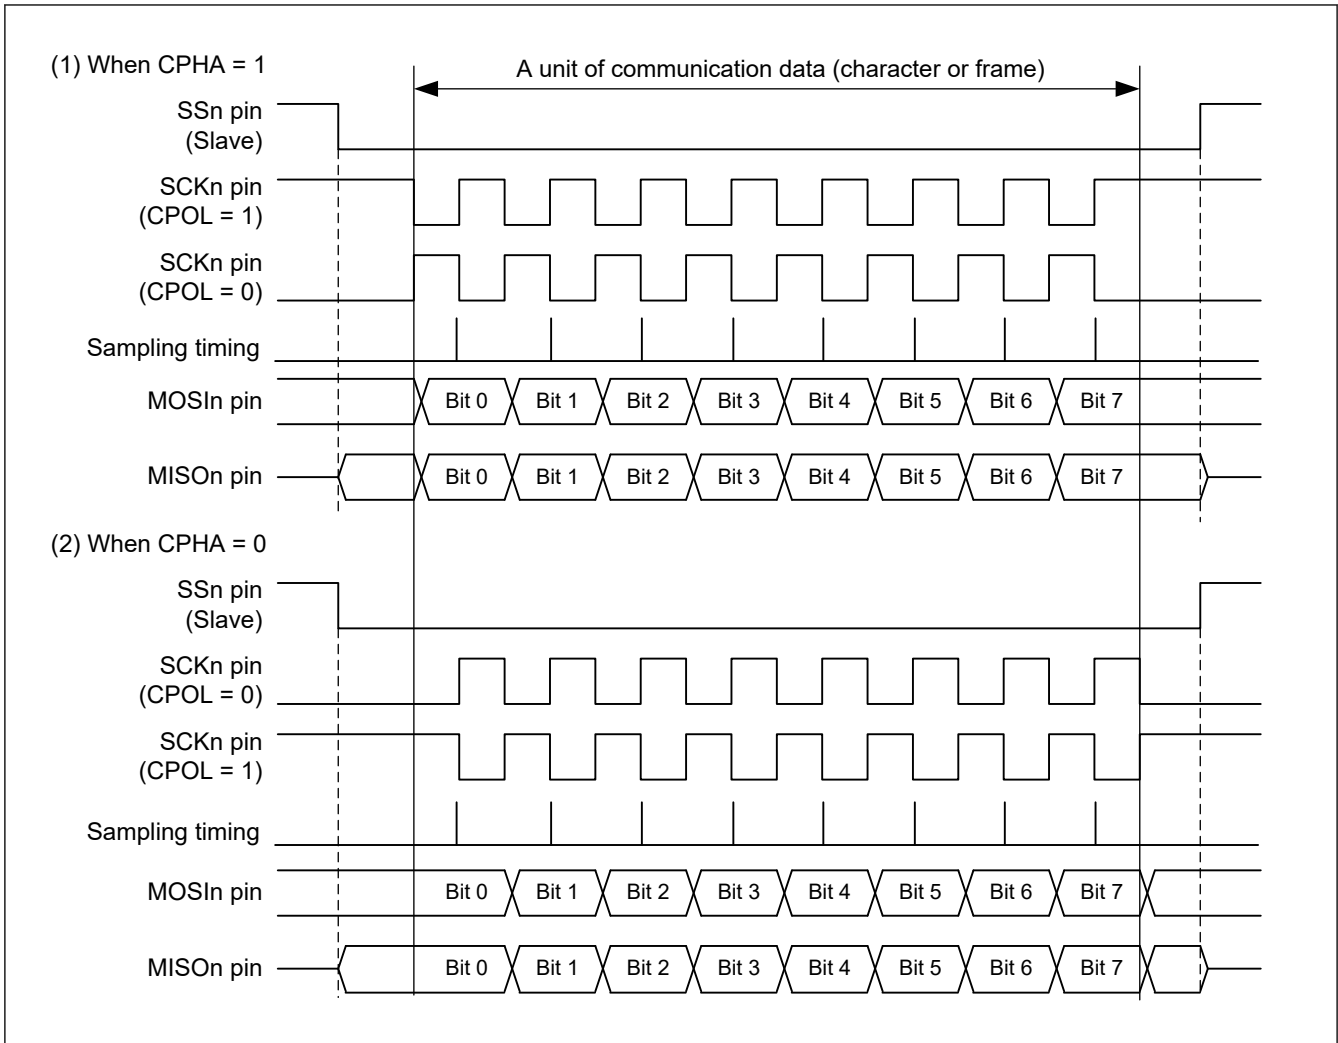 (1) When CPHA = 1
A unit of communication data (character or frame)
SSn pin
(Slave)
SCKn pin
(CPOL = 1)
SCKn pin
(CPOL = 0)
Sampling timing
MOSIn pin Bit 0 Bit 1 Bit 2 Bit 3 Bit 4 Bit 5 Bit 6 Bit 7
MISOn pin Bit 0 Bit 1 Bit 2 Bit 3 Bit 4 Bit 5 Bit 6 Bit 7
(2) When CPHA = 0
SSn pin
(Slave)
SCKn pin
(CPOL = 0)
SCKn pin
(CPOL = 1)
Sampling timing
MOSIn pin Bit 0 Bit 1 Bit 2 Bit 3 Bit 4 Bit 5 Bit 6 Bit 7
MISOn pin Bit 0 Bit 1 Bit 2 Bit 3 Bit 4 Bit 5 Bit 6 Bit 7